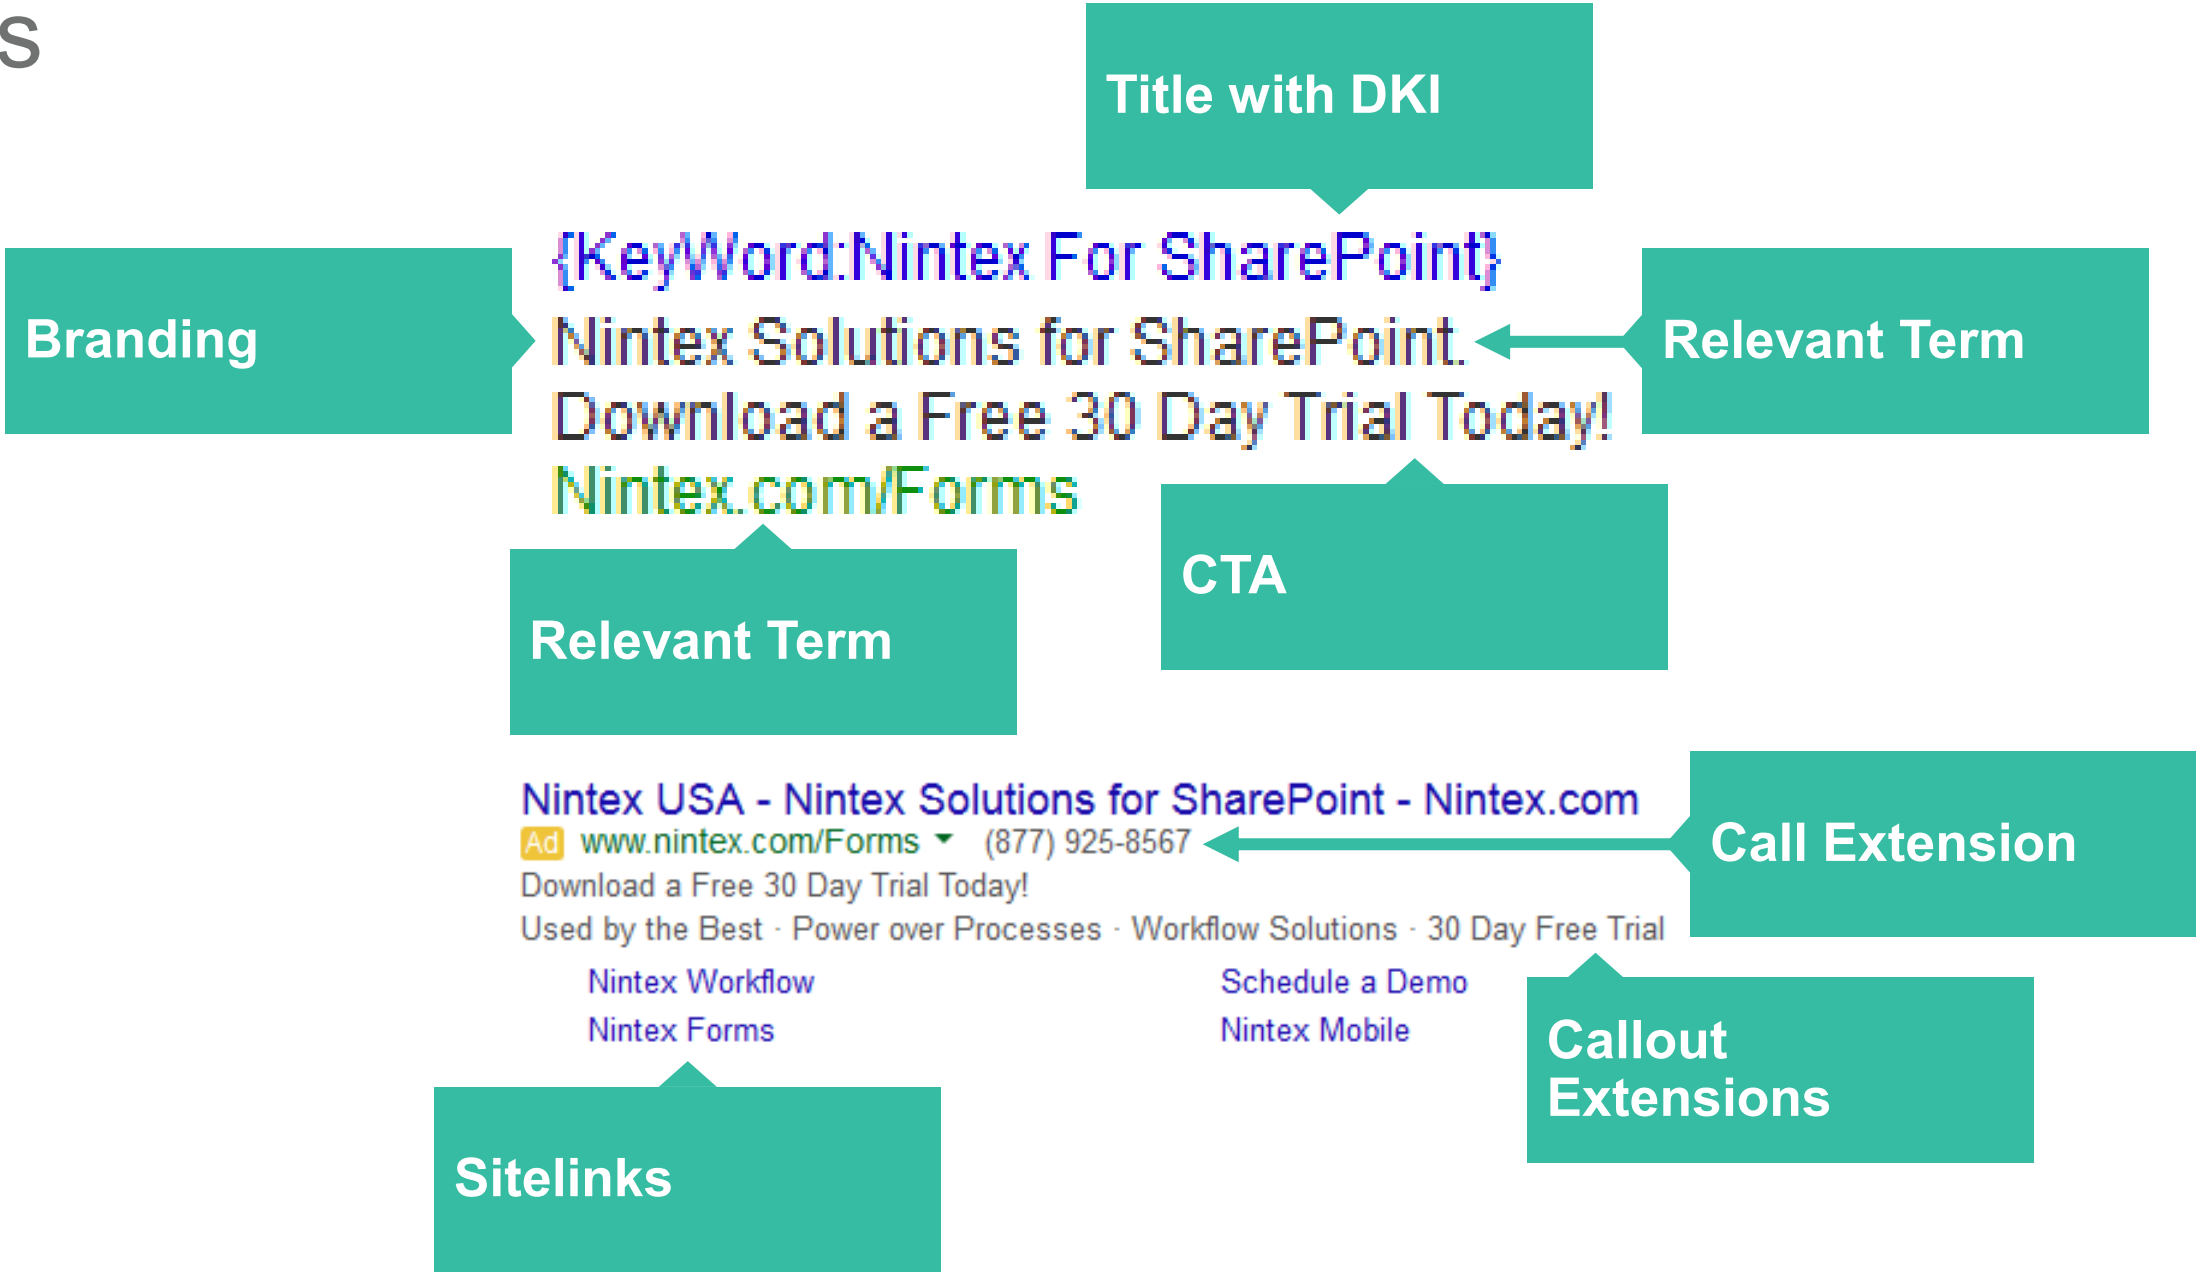 s
Title with DKI
{KeyWord:Nintex For SharePoint}
Branding
Nintex Solutions for SharePoint.
Relevant Term
Download a Free 30 Day Trial Today!
Nintex.com/Forms
CTA
Relevant Term
Nintex USA - Nintex Solutions for SharePoint - Nintex.com
Ad www.nintex.com/Forms (877) 925-8567
Call Extension
Download a Free 30 Day Trial Today!
Used by the Best · Power over Processes · Workflow Solutions · 30 Day Free Trial
Nintex Workflow Schedule a Demo
Nintex Forms Nintex Mobile
Callout
Extensions
Sitelinks